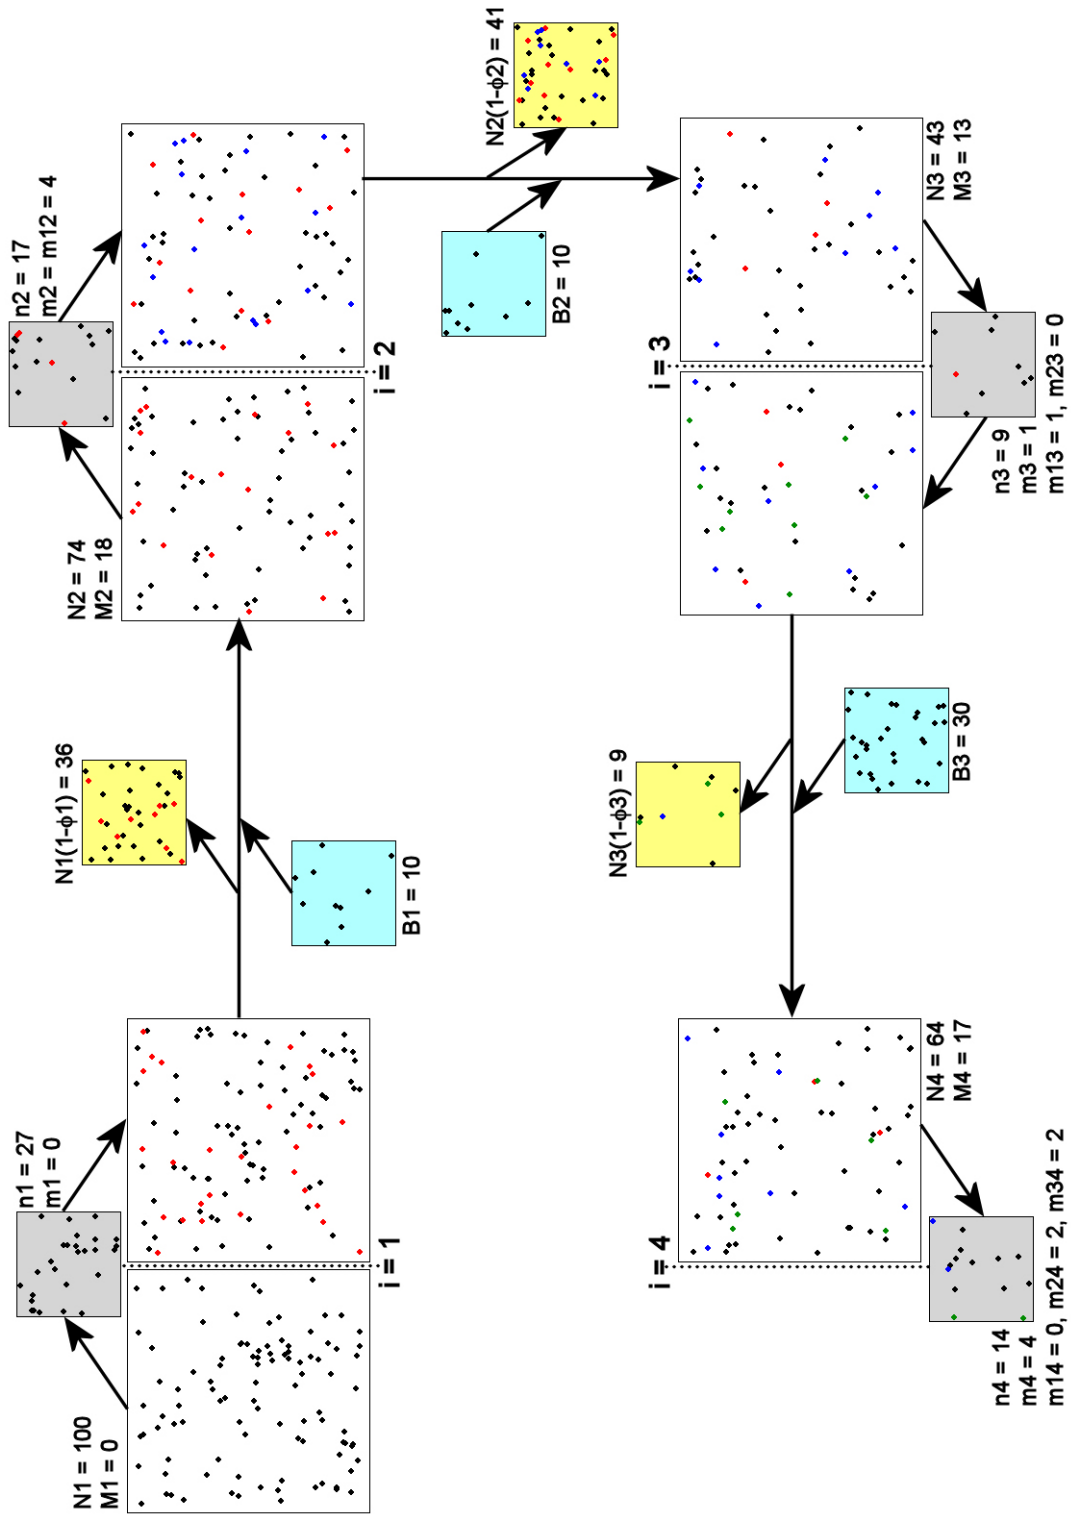 N1 = 100
M1 = 0
n1 = 27
m1 = 0
i = 1
N1(1-ϕ1) = 36
B1 = 10
N2 = 74
M2 = 18
n2 = 17
m2 = m12 = 4
i = 2
N2(1-ϕ2) = 41
B2 = 10
N3 = 43
M3 = 13
i = 3
n3 = 9
m3 = 1
m13 = 1, m23 = 0
N3(1-ϕ3) = 9
B3 = 30
N4 = 64
M4 = 17
i = 4
n4 = 14
m4 = 4
m14 = 0, m24 = 2, m34 = 2